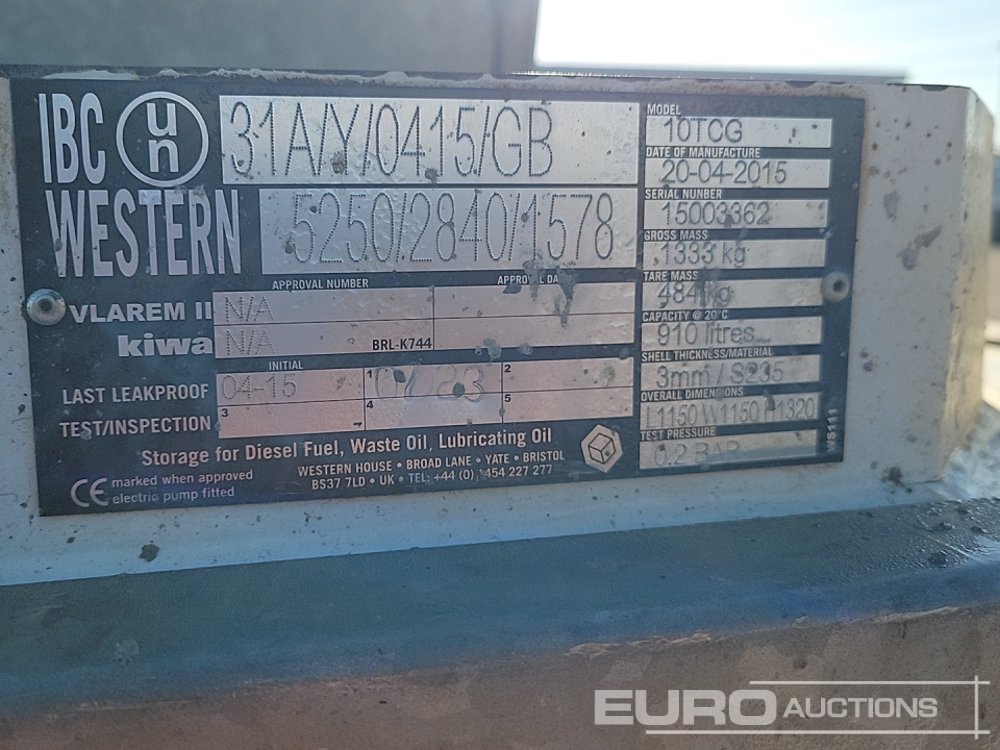 IBC un 31A/Y/0415/GB
WESTERN 5250/2840/1578
APPROVAL NUMBER APPROVAL DATE
VLAREM II N/A
kiwa N/A BRL-K744
INITIAL
LAST LEAKPROOF 04-15 1 07/23 2
TEST/INSPECTION 3 4 5
Storage for Diesel Fuel, Waste Oil, Lubricating Oil
CE marked when approved
electric pump fitted
WESTERN HOUSE • BROAD LANE • YATE • BRISTOL
BS37 7LD • UK • TEL: +44 (0) 1454 227 277
MODEL
10TCG
DATE OF MANUFACTURE
20-04-2015
SERIAL NUMBER
15003362
GROSS MASS
1333 kg
TARE MASS
484 kg
CAPACITY @ 20°C
910 litres
SHELL THICKNESS/MATERIAL
3mm / S235
OVERALL DIMENSIONS
L1150 W1150 H1320
TEST PRESSURE
0.2 BAR
EURO AUCTIONS